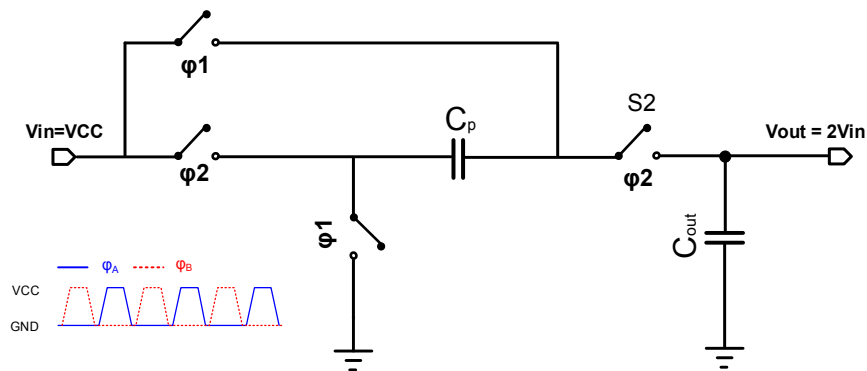 φ1
S2
Vin=VCC
Cp
Vout = 2Vin
φ2
φ2
φ1
Cout
φA
φB
VCC
GND